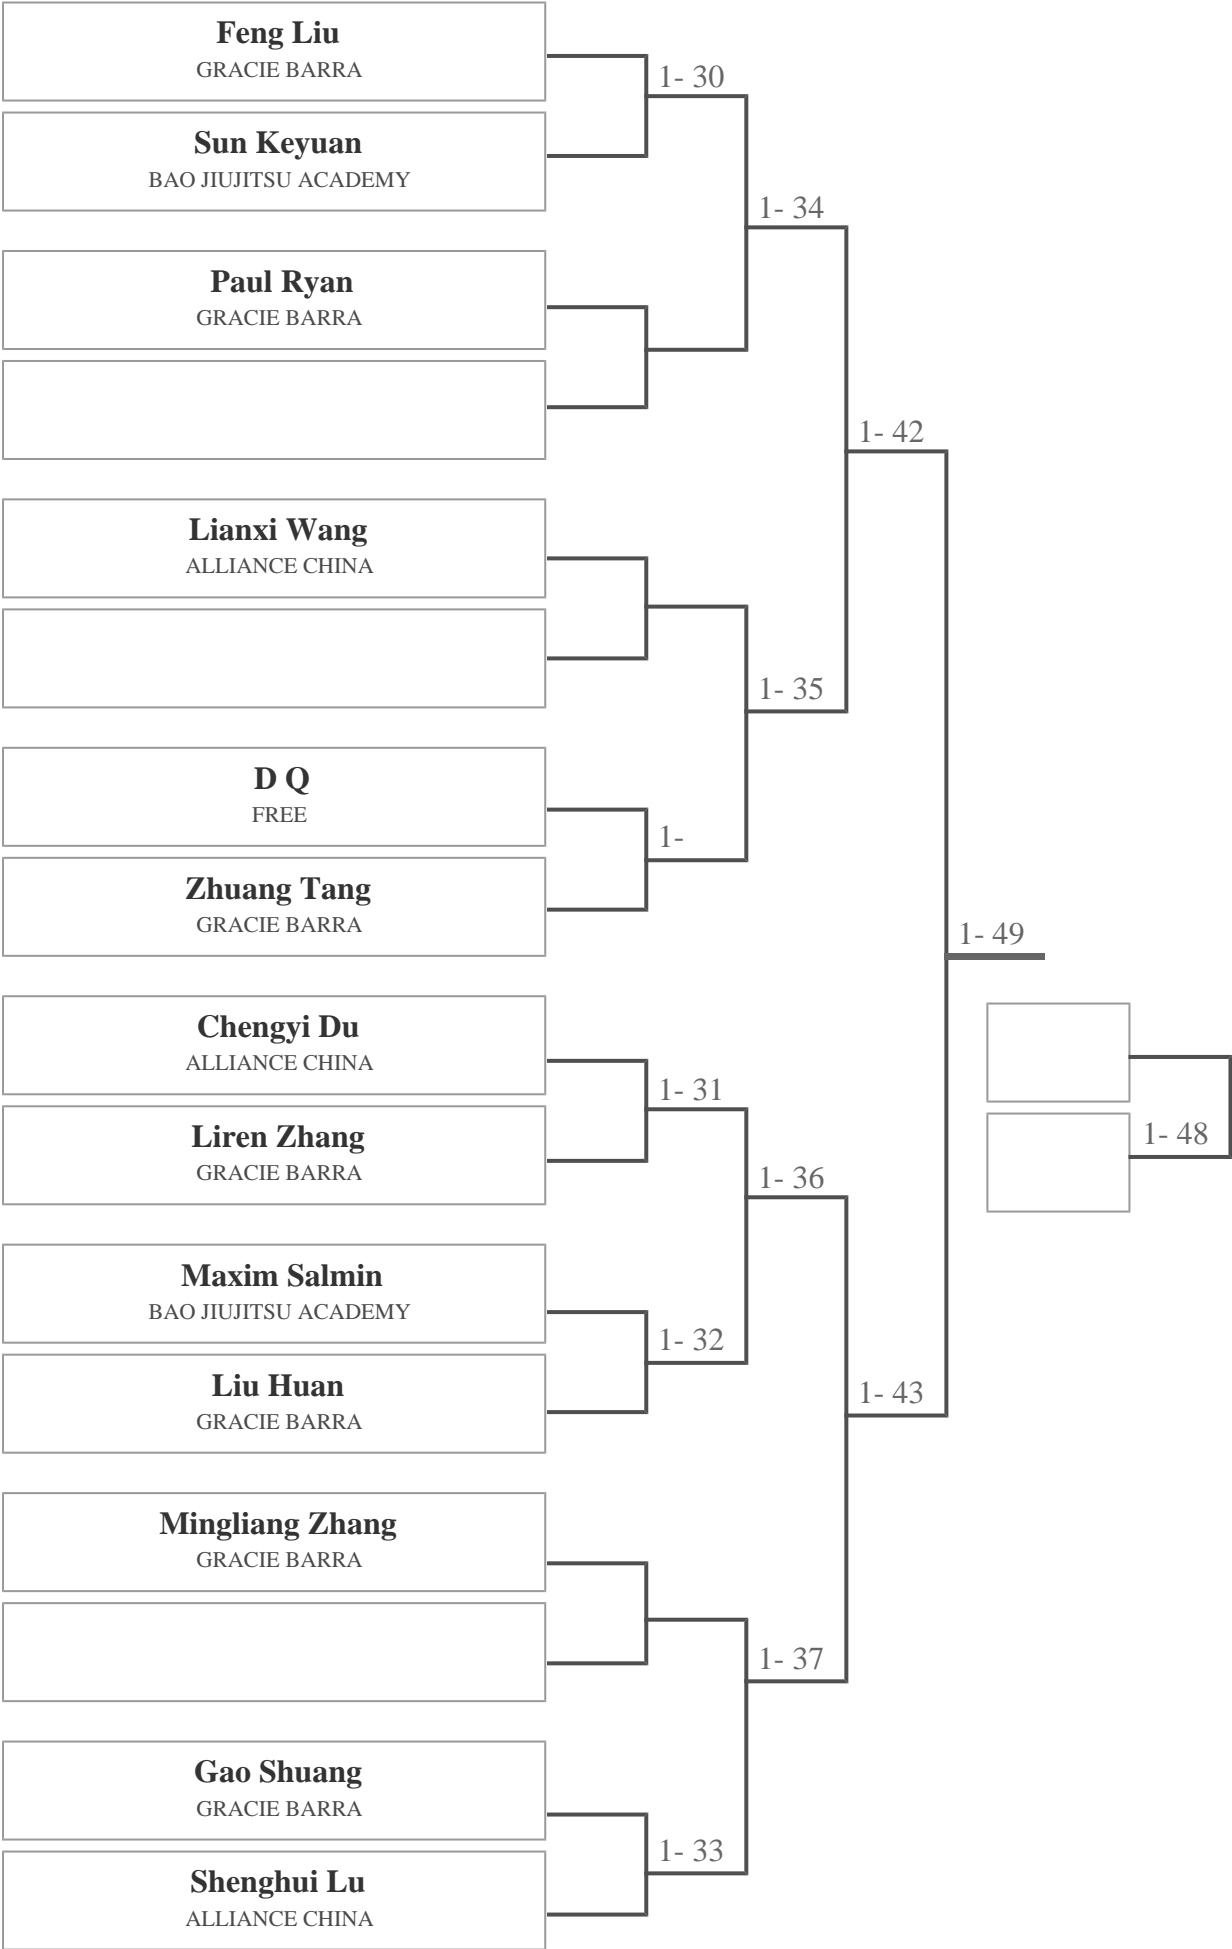 Feng Liu
GRACIE BARRA
1- 30
Sun Keyuan
BAO JIUJITSU ACADEMY
1- 34
Paul Ryan
GRACIE BARRA
1- 42
Lianxi Wang
ALLIANCE CHINA
1- 35
D Q
FREE
1-
Zhuang Tang
GRACIE BARRA
1- 49
Chengyi Du
ALLIANCE CHINA
1- 31
Liren Zhang
GRACIE BARRA
1- 48
1- 36
Maxim Salmin
BAO JIUJITSU ACADEMY
1- 32
Liu Huan
GRACIE BARRA
1- 43
Mingliang Zhang
GRACIE BARRA
1- 37
Gao Shuang
GRACIE BARRA
1- 33
Shenghui Lu
ALLIANCE CHINA